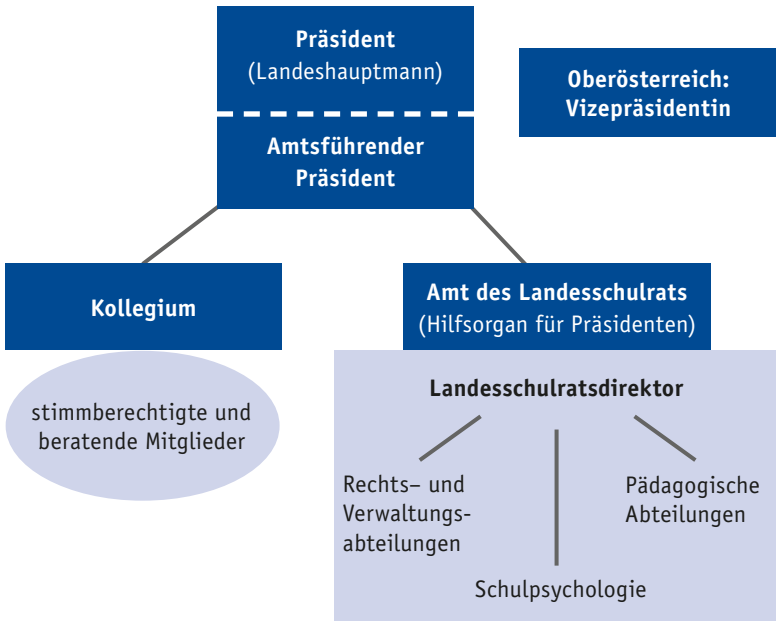 Präsident
(Landeshauptmann)
Oberösterreich:
Vizepräsidentin
Amtsführender
Präsident
Kollegium
Amt des Landesschulrats
(Hilfsorgan für Präsidenten)
stimmberechtigte und
beratende Mitglieder
Landesschulratsdirektor
Rechts– und
Verwaltungs-
abteilungen
Pädagogische
Abteilungen
Schulpsychologie